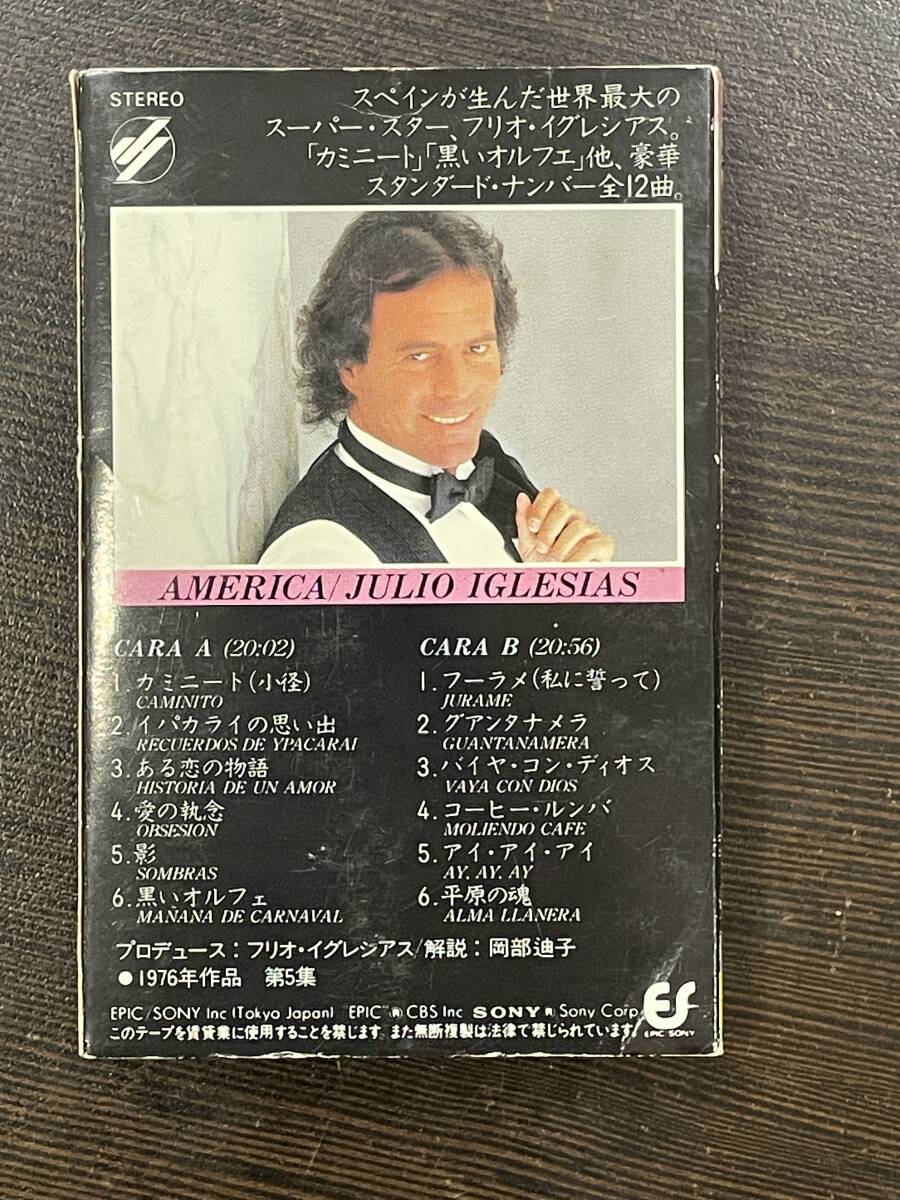 STEREO
スペインが生んだ世界最大の
スーパー・スター、フリオ・イグレシアス。
「カミニート」「黒いオルフェ」他、豪華
スタンダード・ナンバー全12曲。
AMERICA/JULIO IGLESIAS
CARA A (20:02)
1.カミニート(小径)
CAMINITO
2.イパカライの思い出
RECUERDOS DE YPACARAI
3.ある恋の物語
HISTORIA DE UN AMOR
4.愛の執念
OBSESION
5.影
SOMBRAS
6.黒いオルフェ
MAÑANA DE CARNAVAL
CARA B (20:56)
1.フーラメ(私に誓って)
JURAME
2.グアンタナメラ
GUANTANAMERA
3.バイヤ・コン・ディオス
VAYA CON DIOS
4.コーヒー・ルンバ
MOLIENDO CAFE
5.アイ・アイ・アイ
AY, AY, AY
6.平原の魂
ALMA LLANERA
プロデュース:フリオ・イグレシアス/解説:岡部迪子
●1976年作品 第5集
EPIC/SONY Inc (Tokyo Japan) "EPIC" ® CBS Inc SONY ® Sony Corp
このテープを賃貸業に使用することを禁じます。また無断複製は法律で禁じられています。
EPIC SONY